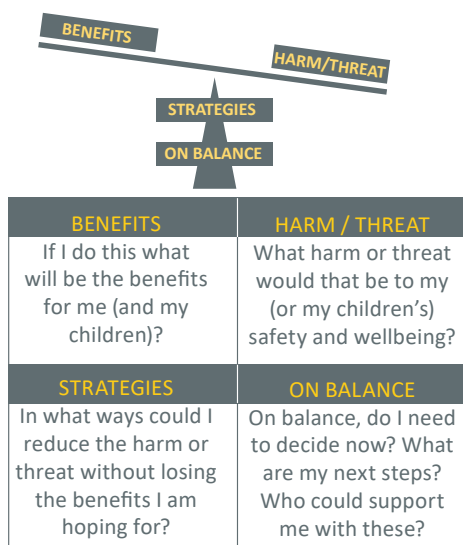 BENEFITS
HARM/THREAT
STRATEGIES
ON BALANCE
BENEFITS
If I do this what
will be the benefits
for me (and my
children)?
HARM / THREAT
What harm or threat
would that be to my
(or my children's)
safety and wellbeing?
STRATEGIES
In what ways could I
reduce the harm or
threat without losing
the benefits I am
hoping for?
ON BALANCE
On balance, do I need
to decide now? What
are my next steps?
Who could support
me with these?